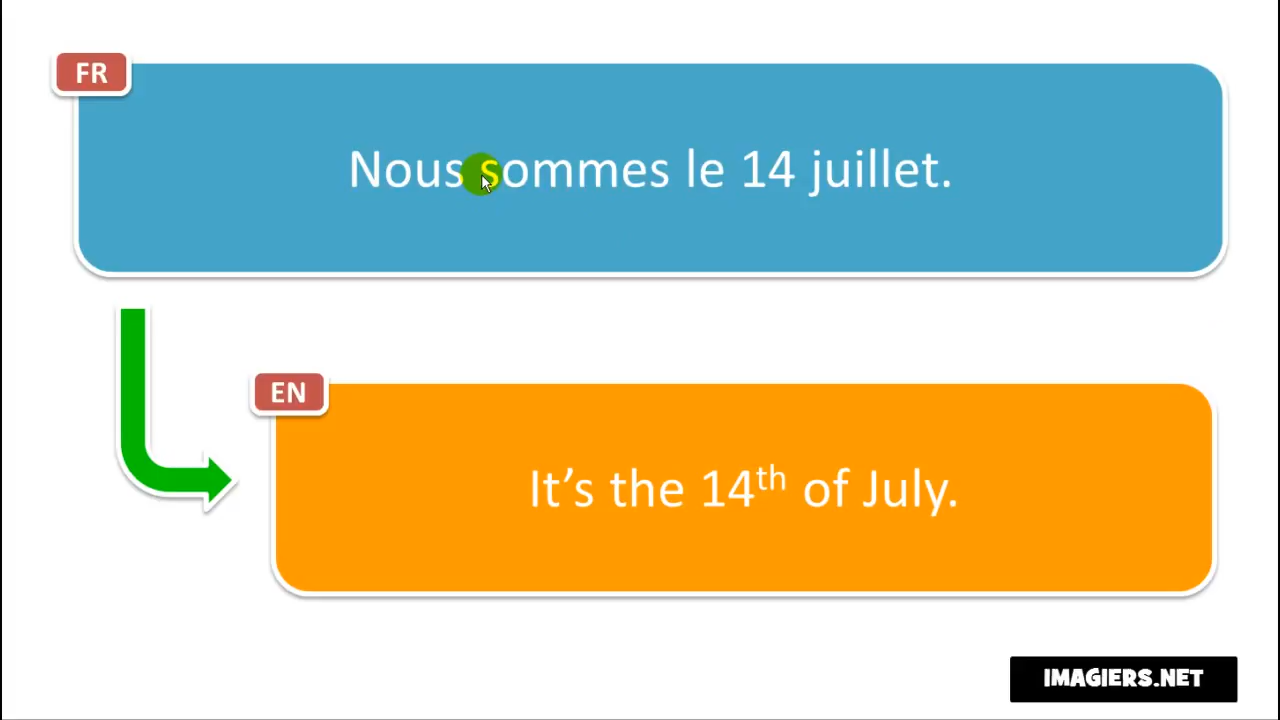 FR
Nous sommes le 14 juillet.
EN
It’s the 14th of July.
IMAGIERS.NET